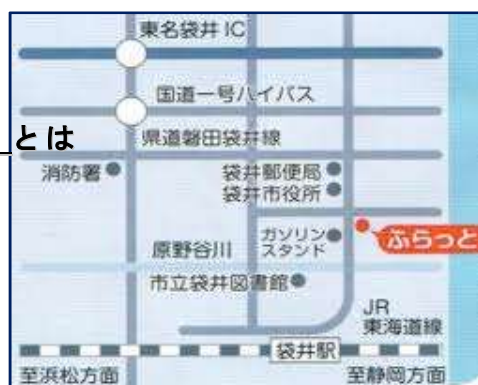 東名袋井 IC
国道一号バイパス
とは
県道磐田袋井線
消防署
袋井郵便局
袋井市役所
ガソリン
スタンド
ふらっと
原野谷川
市立袋井図書館
JR
東海道線
袋井駅
至浜松方面
至静岡方面